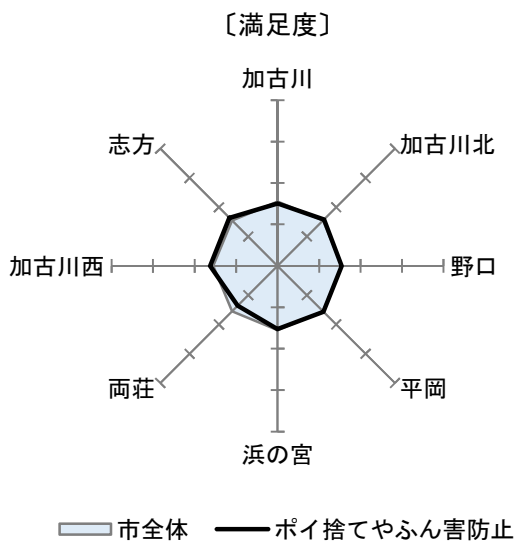 〔満足度〕
加古川
志方
加古川北
加古川西
野口
両荘
平岡
浜の宮
市全体
ポイ捨てやふん害防止